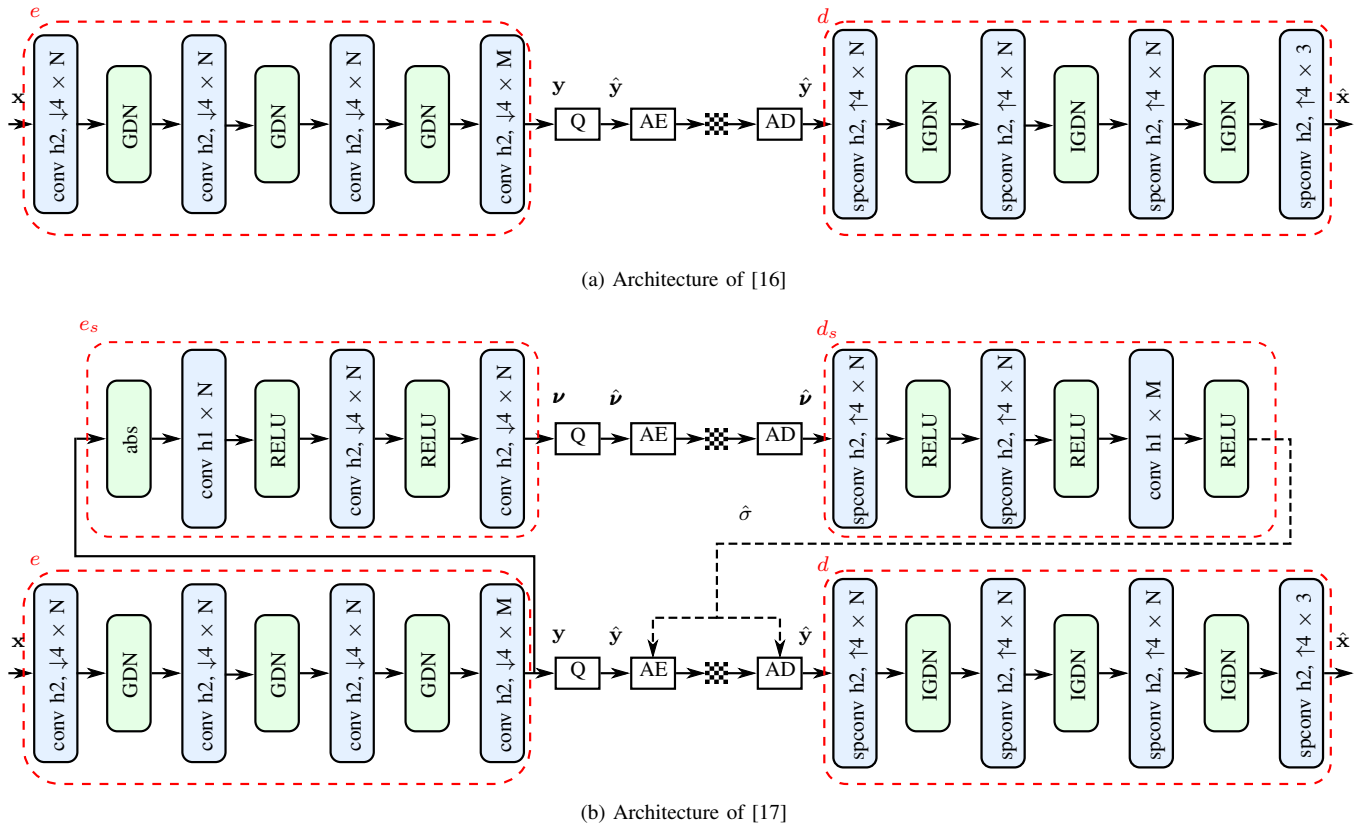 e
d
x
conv h2, ↓4 × N
GDN
conv h2, ↓4 × N
GDN
conv h2, ↓4 × N
GDN
conv h2, ↓4 × M
y
Q
ŷ
AE
AD
ŷ
spconv h2, ↑4 × N
IGDN
spconv h2, ↑4 × N
IGDN
spconv h2, ↑4 × N
IGDN
spconv h2, ↑4 × 3
x̂
(a) Architecture of [16]
e_s
d_s
abs
conv h1 × N
RELU
conv h2, ↓4 × N
RELU
conv h2, ↓4 × N
ν
Q
ν̂
AE
AD
ν̂
spconv h2, ↑4 × N
RELU
spconv h2, ↑4 × N
RELU
conv h1 × M
RELU
σ̂
e
d
x
conv h2, ↓4 × N
GDN
conv h2, ↓4 × N
GDN
conv h2, ↓4 × N
GDN
conv h2, ↓4 × M
y
Q
ŷ
AE
AD
ŷ
spconv h2, ↑4 × N
IGDN
spconv h2, ↑4 × N
IGDN
spconv h2, ↑4 × N
IGDN
spconv h2, ↑4 × 3
x̂
(b) Architecture of [17]